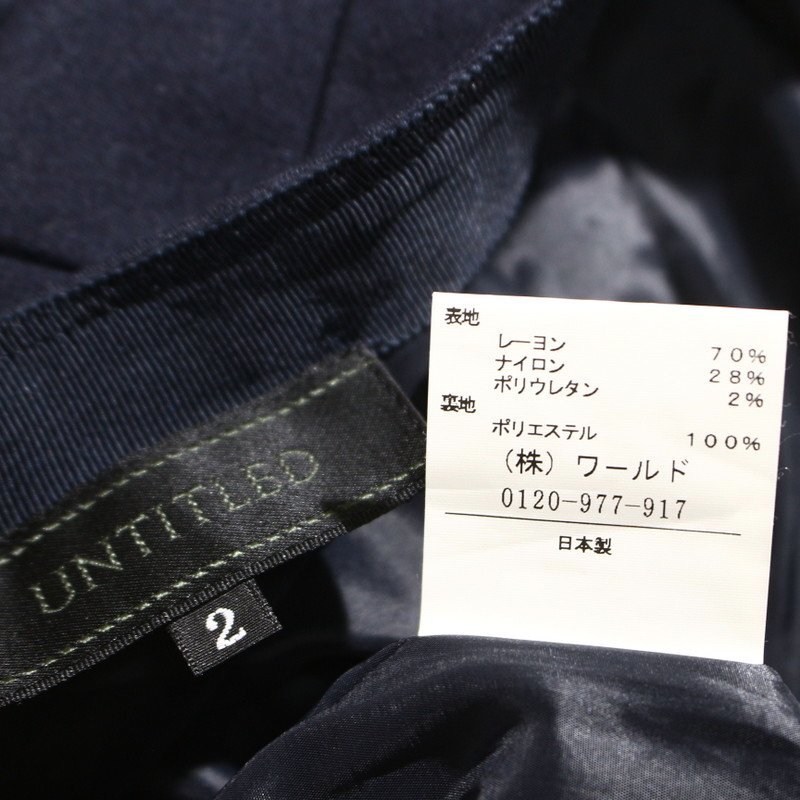 UNTITLED
2
表地
レーヨン 70%
ナイロン 28%
ポリウレタン 2%
裏地
ポリエステル 100%
(株) ワールド
0120-977-917
日本製